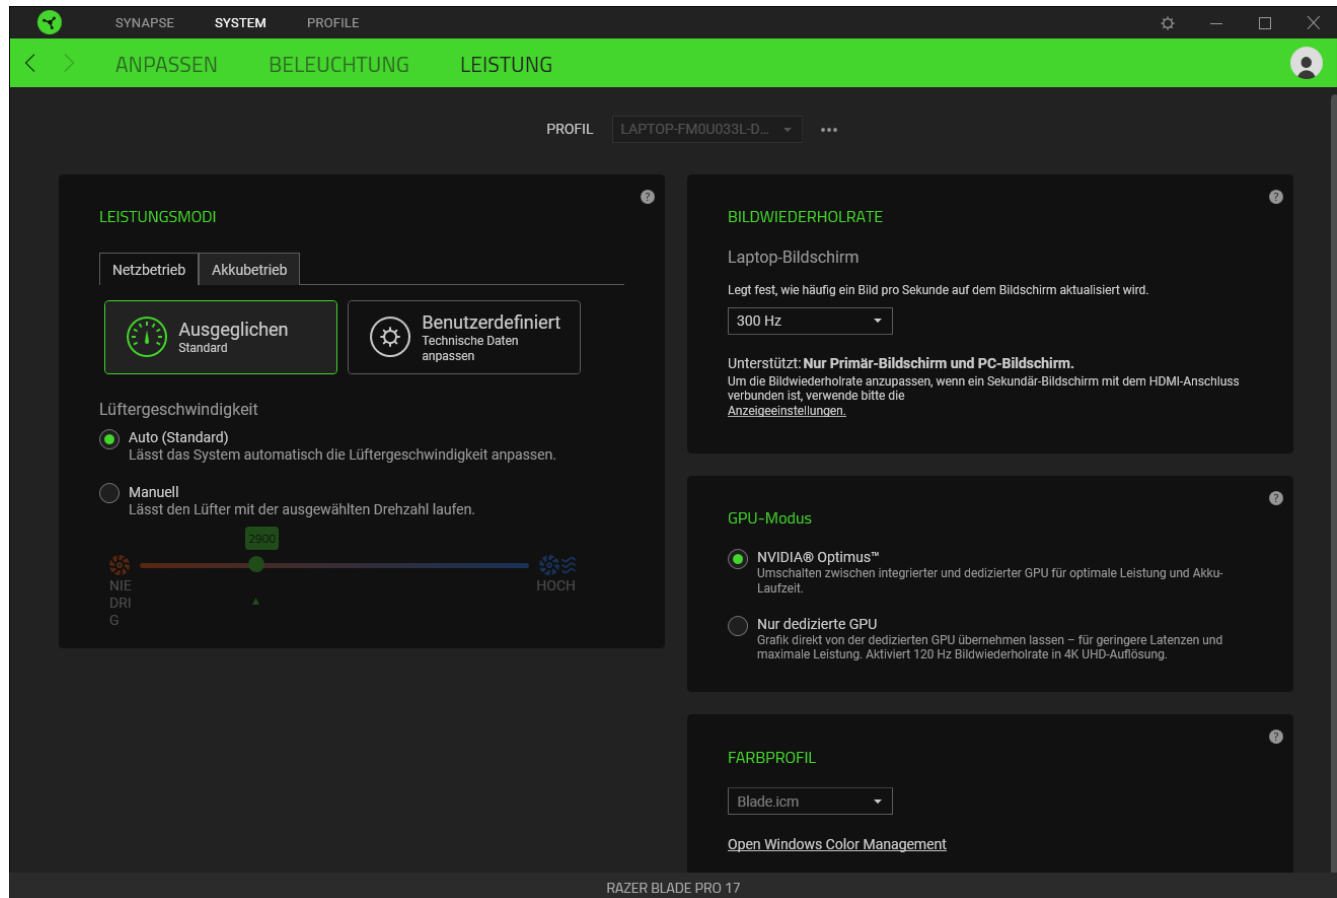 SYNAPSE SYSTEM PROFILE
ANPASSEN BELEUCHTUNG LEISTUNG
PROFIL LAPTOP-FM0U033L-D... •••
LEISTUNGSMODI
?
Netzbetrieb Akkubetrieb
Ausgeglichen
Standard
Benutzerdefiniert
Technische Daten
anpassen
Lüftergeschwindigkeit
Auto (Standard)
Lässt das System automatisch die Lüftergeschwindigkeit anpassen.
Manuell
Lässt den Lüfter mit der ausgewählten Drehzahl laufen.
2900
NIE
DRI
G
HOCH
BILDWIEDERHOLRATE
?
Laptop-Bildschirm
Legt fest, wie häufig ein Bild pro Sekunde auf dem Bildschirm aktualisiert wird.
300 Hz
Unterstützt: Nur Primär-Bildschirm und PC-Bildschirm.
Um die Bildwiederholrate anzupassen, wenn ein Sekundär-Bildschirm mit dem HDMI-Anschluss
verbunden ist, verwende bitte die
Anzeigeeinstellungen.
GPU-Modus
?
NVIDIA® Optimus™
Umschalten zwischen integrierter und dedizierter GPU für optimale Leistung und Akku-
Laufzeit.
Nur dedizierte GPU
Grafik direkt von der dedizierten GPU übernehmen lassen – für geringere Latenzen und
maximale Leistung. Aktiviert 120 Hz Bildwiederholrate in 4K UHD-Auflösung.
FARBPROFIL
?
Blade.icm
Open Windows Color Management
RAZER BLADE PRO 17